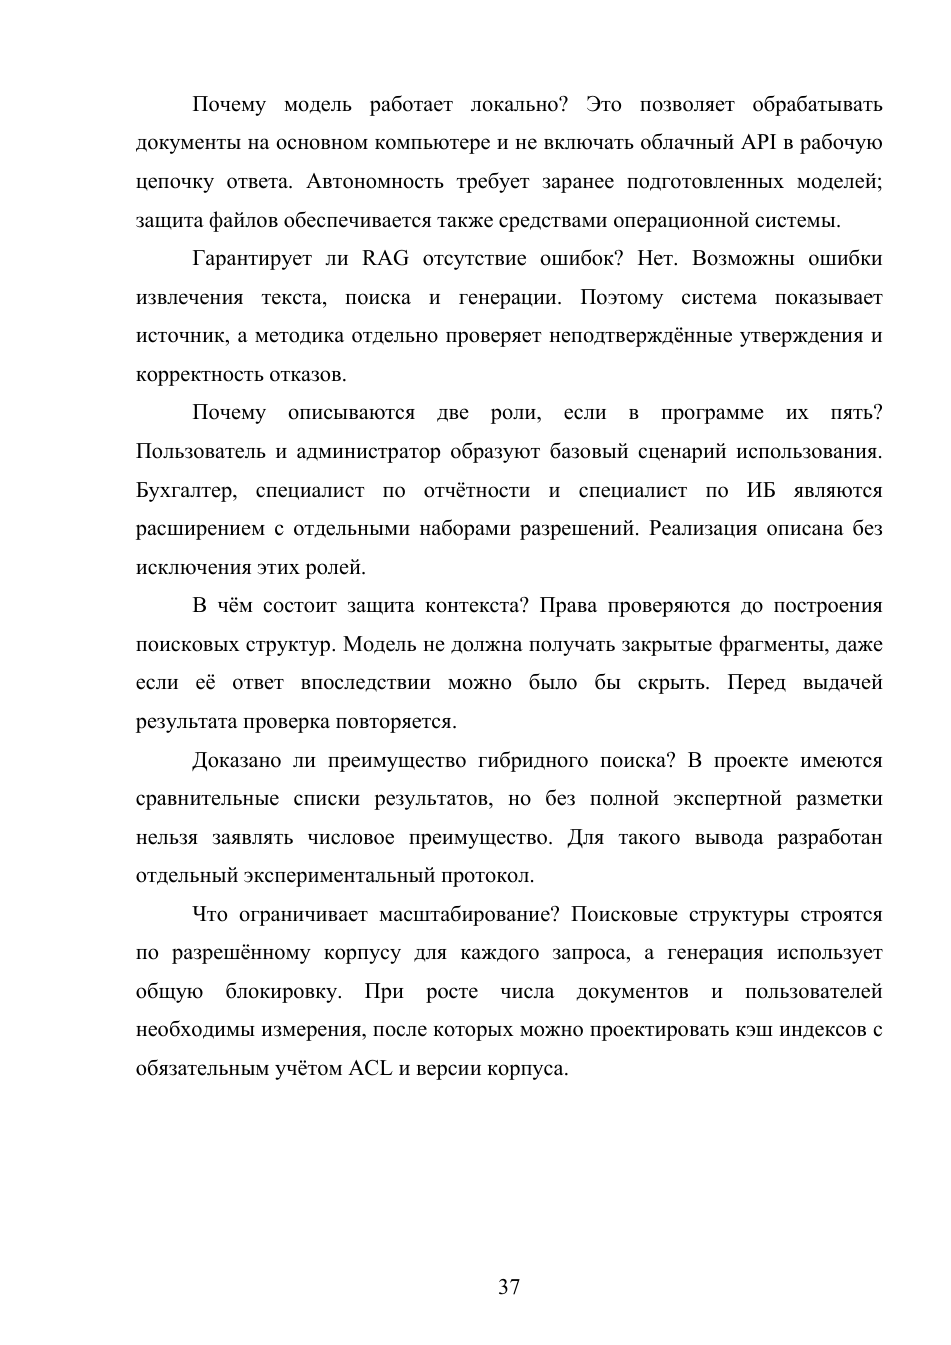 Почему модель работает локально? Это позволяет обрабатывать
документы на основном компьютере и не включать облачный API в рабочую
цепочку ответа. Автономность требует заранее подготовленных моделей;
защита файлов обеспечивается также средствами операционной системы.
Гарантирует ли RAG отсутствие ошибок? Нет. Возможны ошибки
извлечения текста, поиска и генерации. Поэтому система показывает
источник, а методика отдельно проверяет неподтверждённые утверждения и
корректность отказов.
Почему описываются две роли, если в программе их пять?
Пользователь и администратор образуют базовый сценарий использования.
Бухгалтер, специалист по отчётности и специалист по ИБ являются
расширением с отдельными наборами разрешений. Реализация описана без
исключения этих ролей.
В чём состоит защита контекста? Права проверяются до построения
поисковых структур. Модель не должна получать закрытые фрагменты, даже
если её ответ впоследствии можно было бы скрыть. Перед выдачей
результата проверка повторяется.
Доказано ли преимущество гибридного поиска? В проекте имеются
сравнительные списки результатов, но без полной экспертной разметки
нельзя заявлять числовое преимущество. Для такого вывода разработан
отдельный экспериментальный протокол.
Что ограничивает масштабирование? Поисковые структуры строятся
по разрешённому корпусу для каждого запроса, а генерация использует
общую блокировку. При росте числа документов и пользователей
необходимы измерения, после которых можно проектировать кэш индексов с
обязательным учётом ACL и версии корпуса.
37